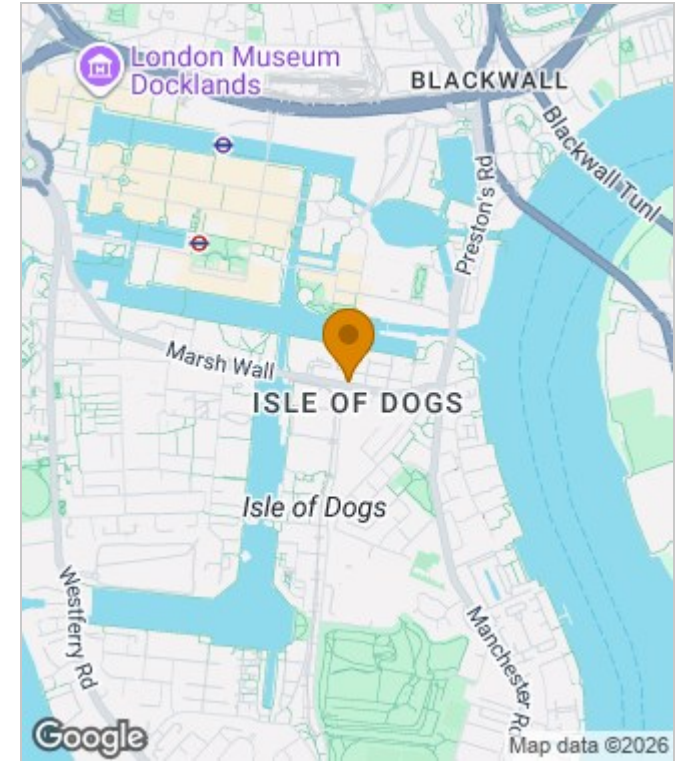 London Museum
Docklands
BLACKWALL
Blackwall Tunl
Preston's Rd
Marsh Wall
ISLE OF DOGS
Isle of Dogs
Westferry Rd
Manchester Rd
Google
Map data ©2026